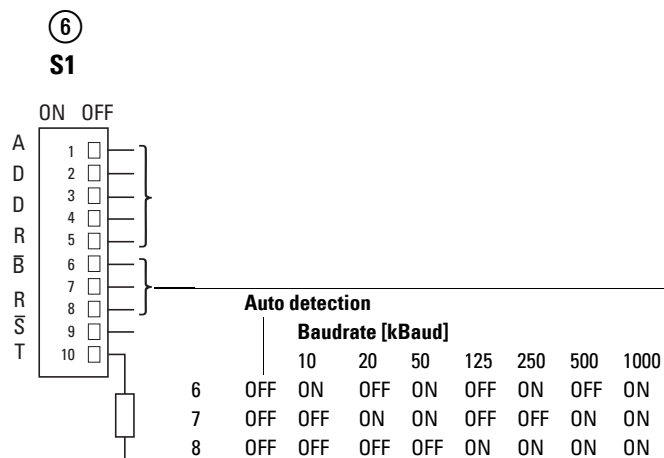 6
S1
ON OFF
A 1
D 2
D 3
4
R 5
B̅ 6
7
R 8
S̅ 9
T 10
Auto detection
Baudrate [kBaud]
10 20 50 125 250 500 1000
6 OFF ON OFF ON OFF ON OFF ON
7 OFF OFF ON ON OFF OFF ON ON
8 OFF OFF OFF OFF ON ON ON ON